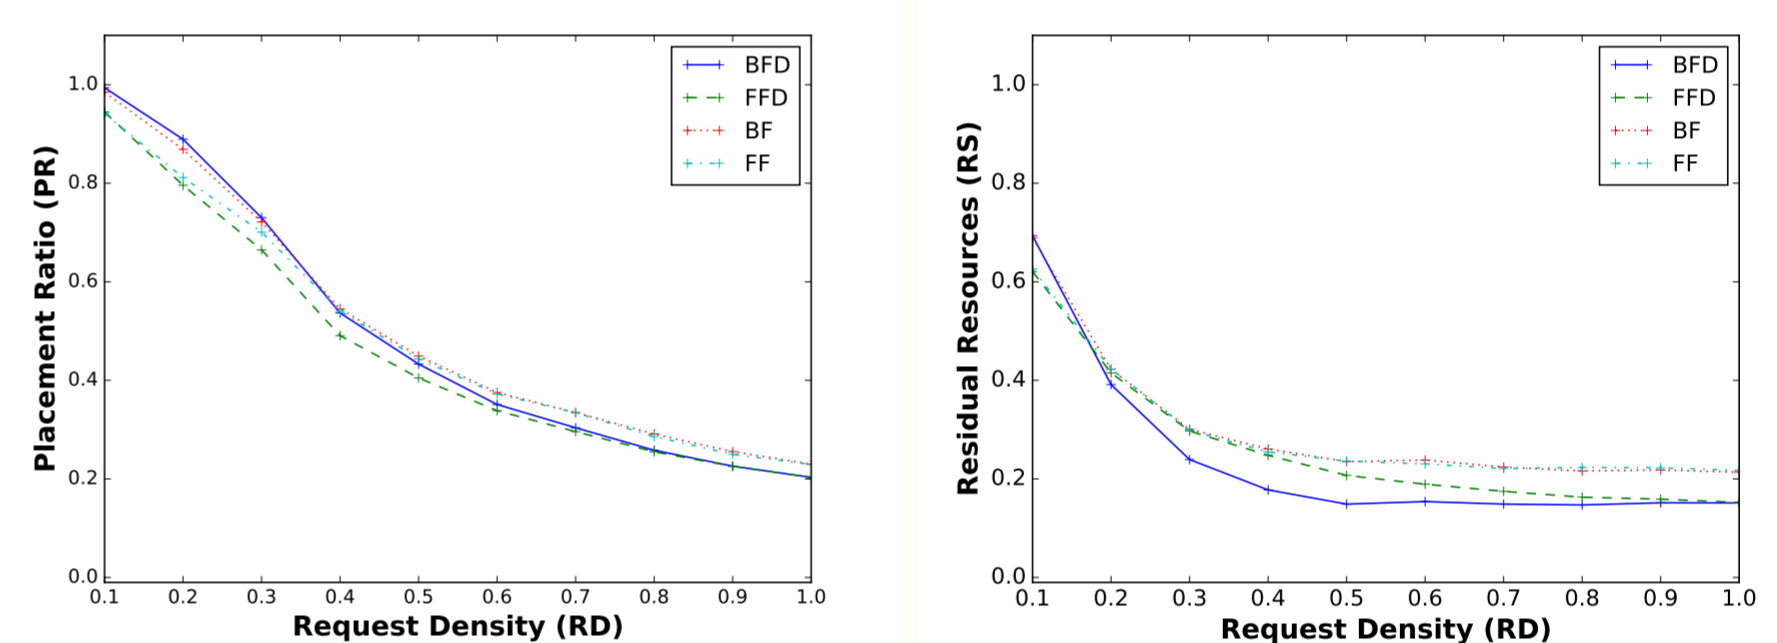 Placement Ratio (PR)
1.0
0.8
0.6
0.4
0.2
0.0
BFD
FFD
BF
FF
0.1 0.2 0.3 0.4 0.5 0.6 0.7 0.8 0.9 1.0
Request Density (RD)
Residual Resources (RS)
1.0
0.8
0.6
0.4
0.2
0.0
BFD
FFD
BF
FF
0.1 0.2 0.3 0.4 0.5 0.6 0.7 0.8 0.9 1.0
Request Density (RD)